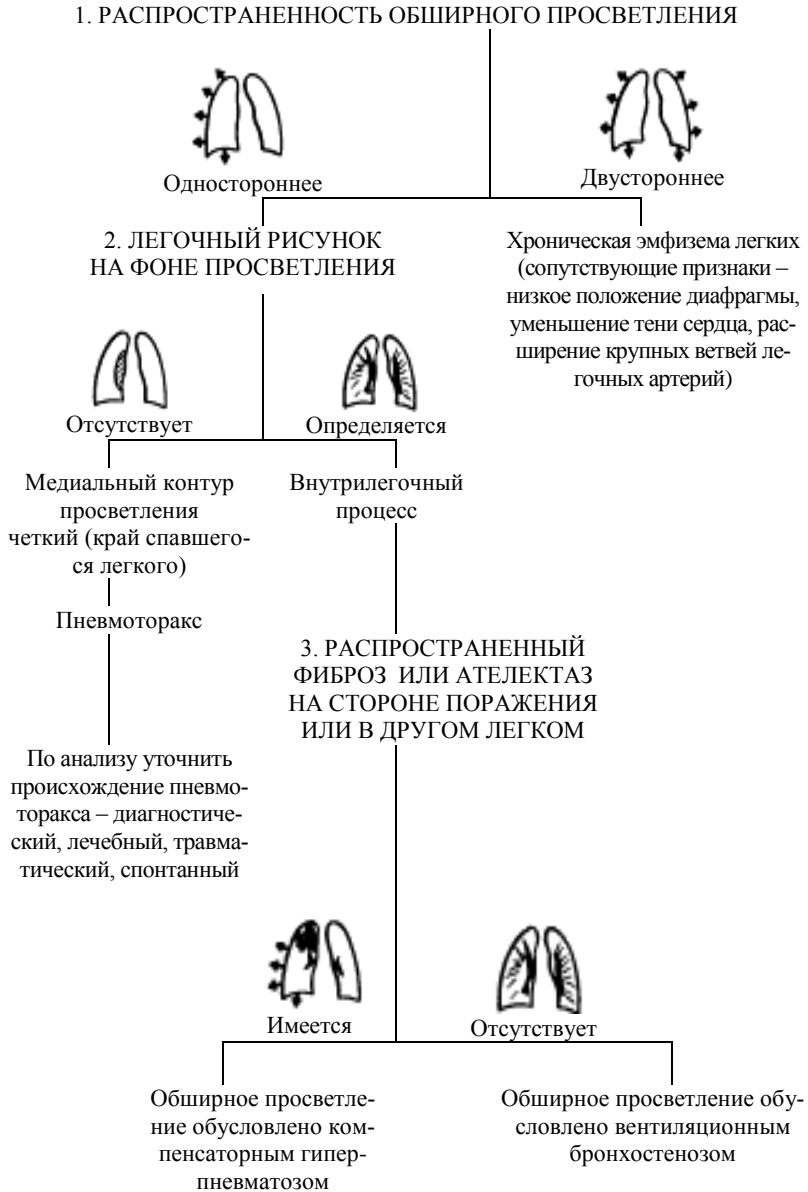 1. РАСПРОСТРАНЕННОСТЬ ОБШИРНОГО ПРОСВЕТЛЕНИЯ
Одностороннее
Двустороннее
2. ЛЕГОЧНЫЙ РИСУНОК
НА ФОНЕ ПРОСВЕТЛЕНИЯ
Хроническая эмфизема легких
(сопутствующие признаки –
низкое положение диафрагмы,
уменьшение тени сердца, рас-
ширение крупных ветвей ле-
гочных артерий)
Отсутствует
Определяется
Медиальный контур
просветления
четкий (край спавшего-
ся легкого)
Внутрилегочный
процесс
Пневмоторакс
3. РАСПРОСТРАНЕННЫЙ
ФИБРОЗ ИЛИ АТЕЛЕКТАЗ
НА СТОРОНЕ ПОРАЖЕНИЯ
ИЛИ В ДРУГОМ ЛЕГКОМ
По анализу уточнить
происхождение пневмо-
торакса – диагностиче-
ский, лечебный, травма-
тический, спонтанный
Имеется
Отсутствует
Обширное просветле-
ние обусловлено ком-
пенсаторным гипер-
пневматозом
Обширное просветление обу-
словлено вентиляционным
бронхостенозом